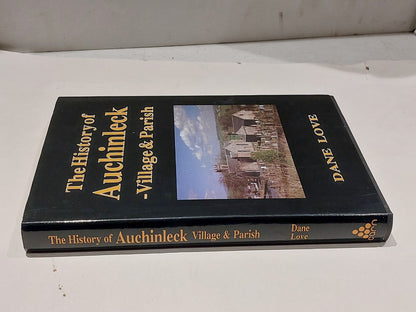 The History of
Auchinleck
-Village & Parish
DANE LOVE
The History of Auchinleck Village & Parish
Dane
Love